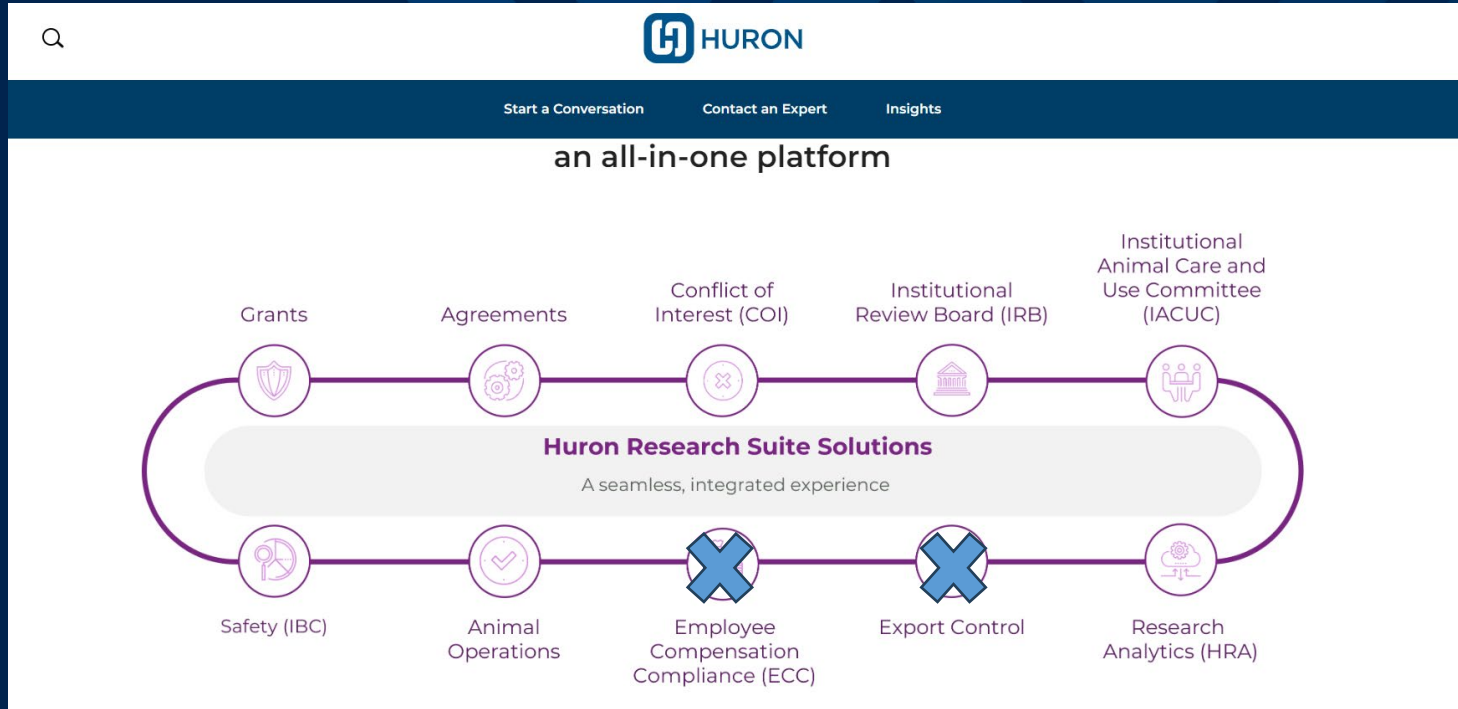 HURON
Start a Conversation
Contact an Expert
Insights
an all-in-one platform
Grants
Agreements
Conflict of
Interest (COI)
Institutional
Review Board (IRB)
Institutional
Animal Care and
Use Committee
(IACUC)
Huron Research Suite Solutions
A seamless, integrated experience
Safety (IBC)
Animal
Operations
Employee
Compensation
Compliance (ECC)
Export Control
Research
Analytics (HRA)